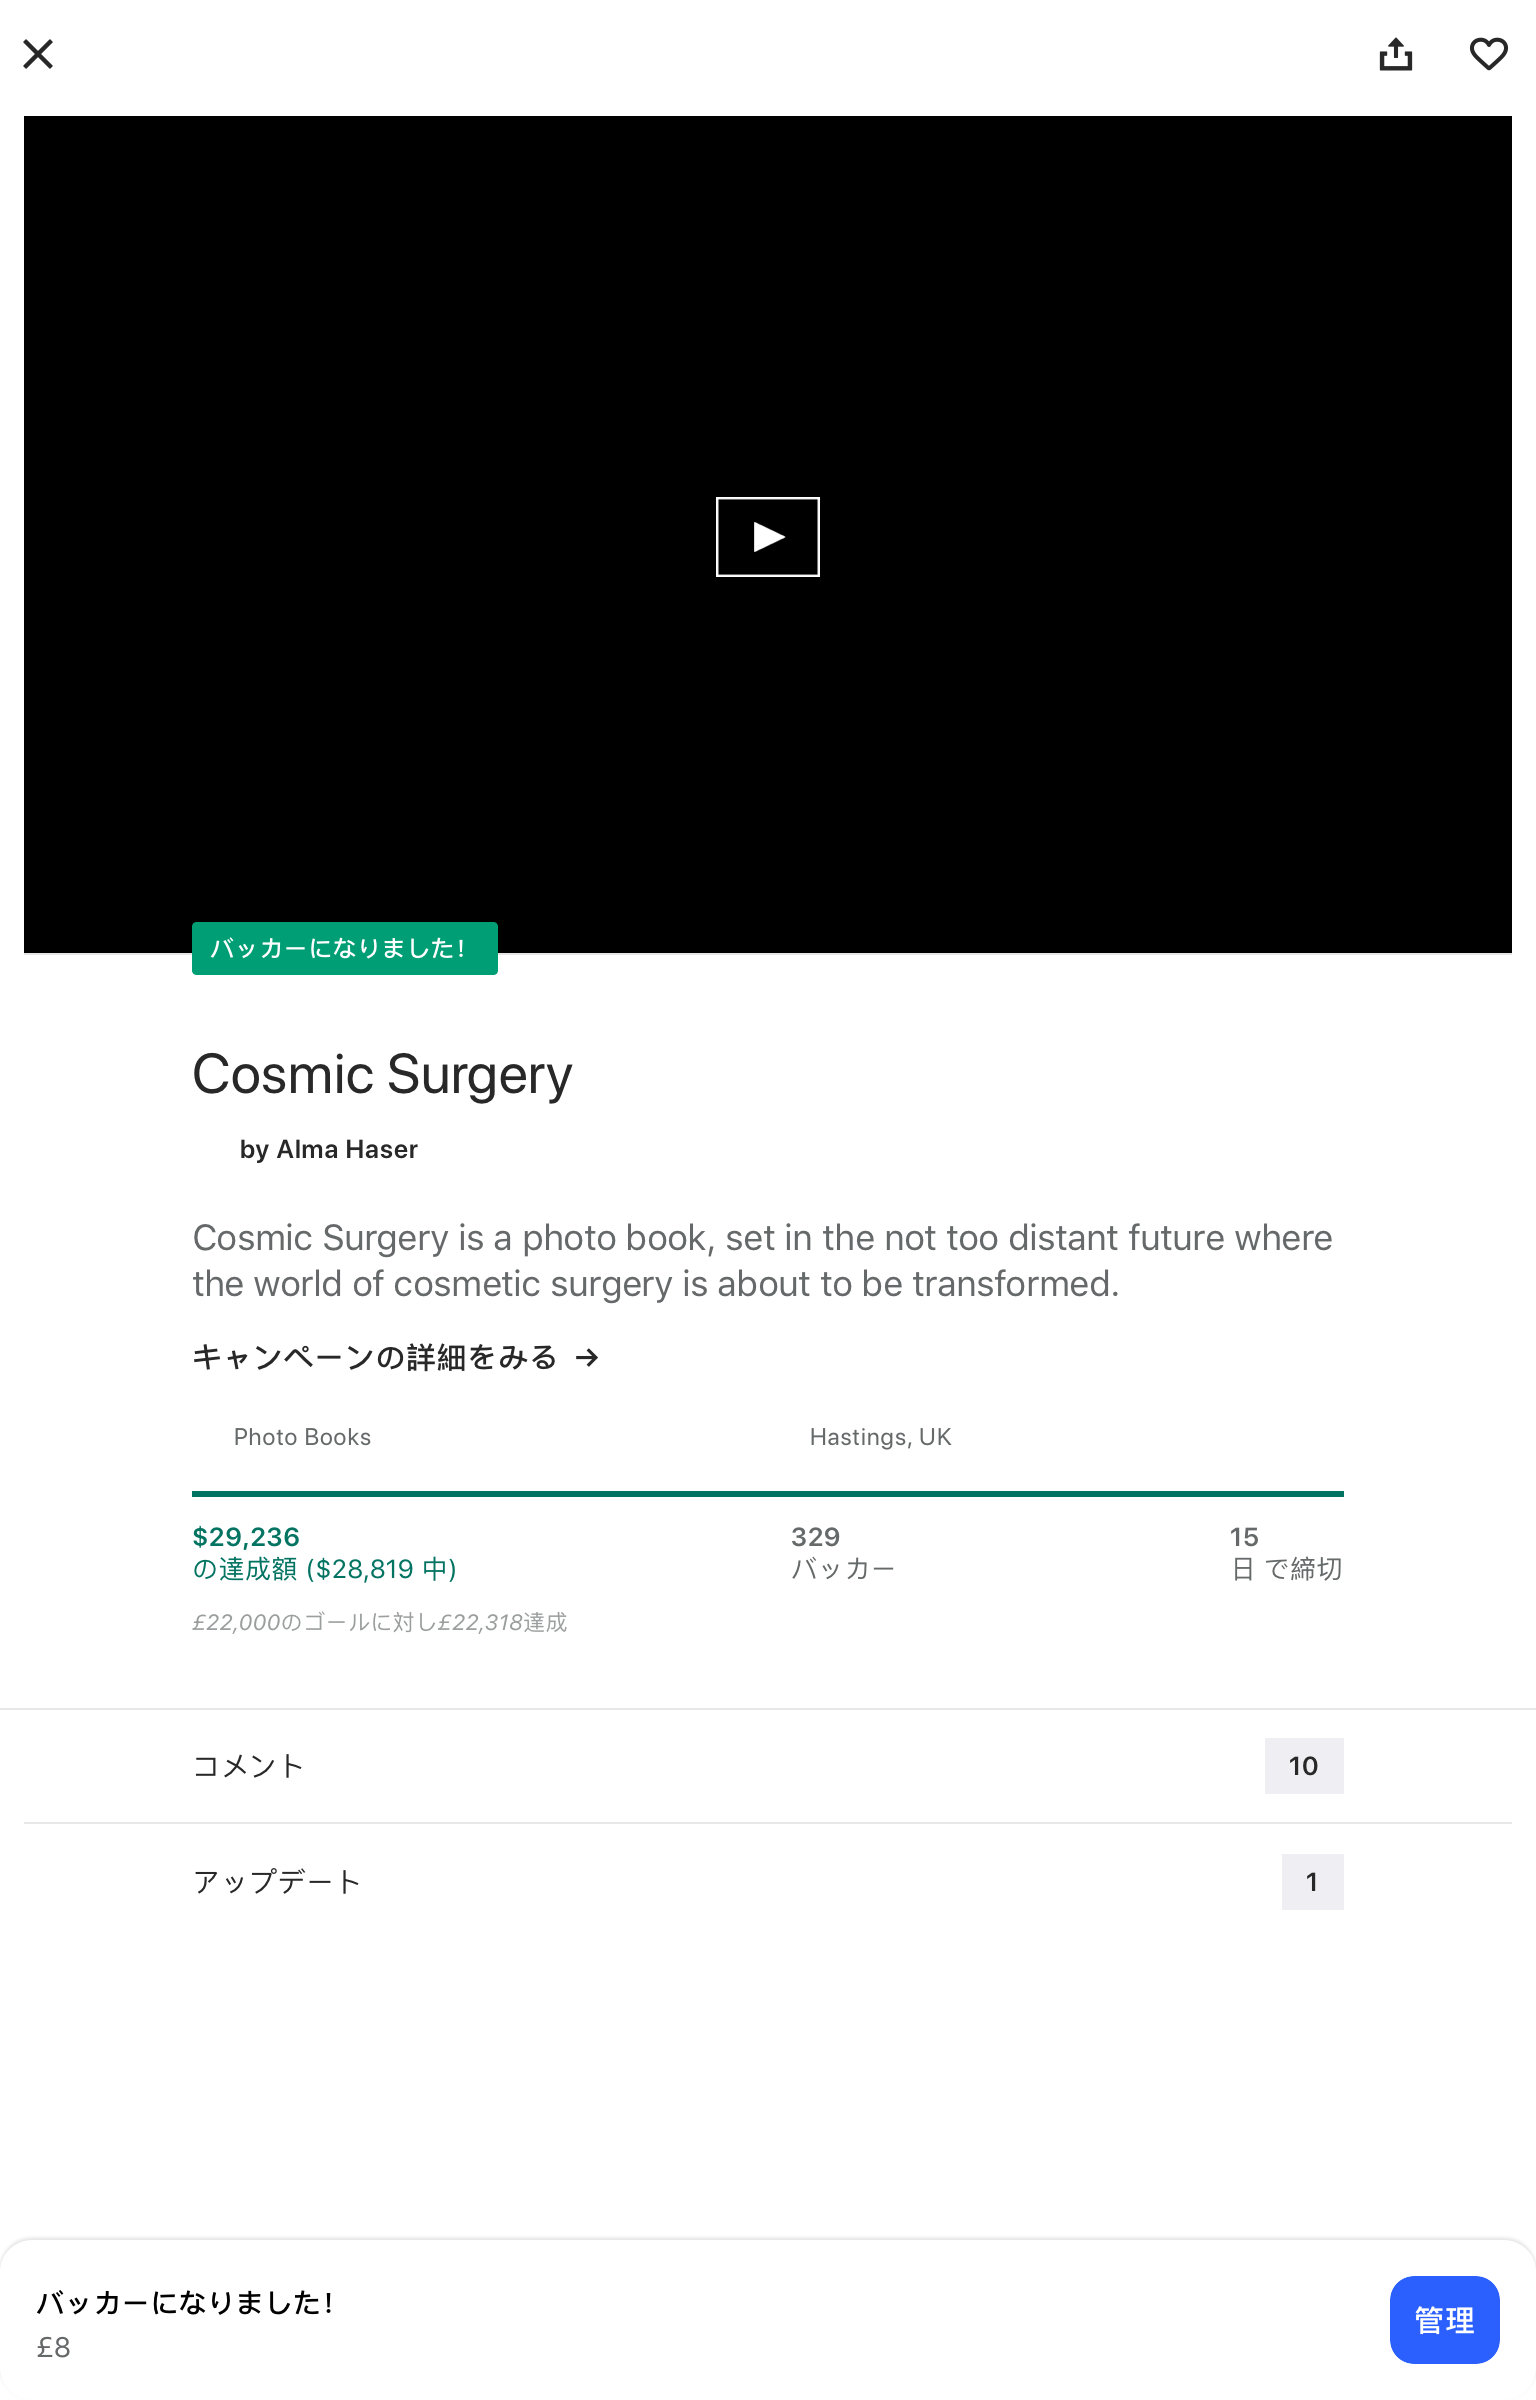 バッカーになりました！
Cosmic Surgery
by Alma Haser
Cosmic Surgery is a photo book, set in the not too distant future where
the world of cosmetic surgery is about to be transformed.
キャンペーンの詳細をみる →
Photo Books
Hastings, UK
$29,236
の達成額 ($28,819 中)
329
バッカー
15
日 で締切
£22,000のゴールに対し£22,318達成
コメント
10
アップデート
1
バッカーになりました！
£8
管理